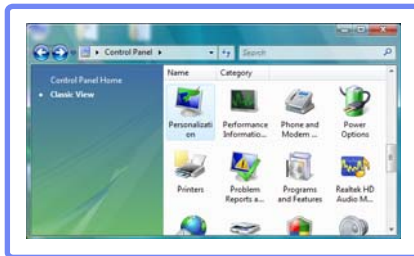 Control Panel
Search
Control Panel Home
Classic View
Name Category
Personalizati
on
Performance
Informatio...
Phone and
Modem ...
Power
Options
Printers
Problem
Reports a...
Programs
and Features
Realtek HD
Audio M...